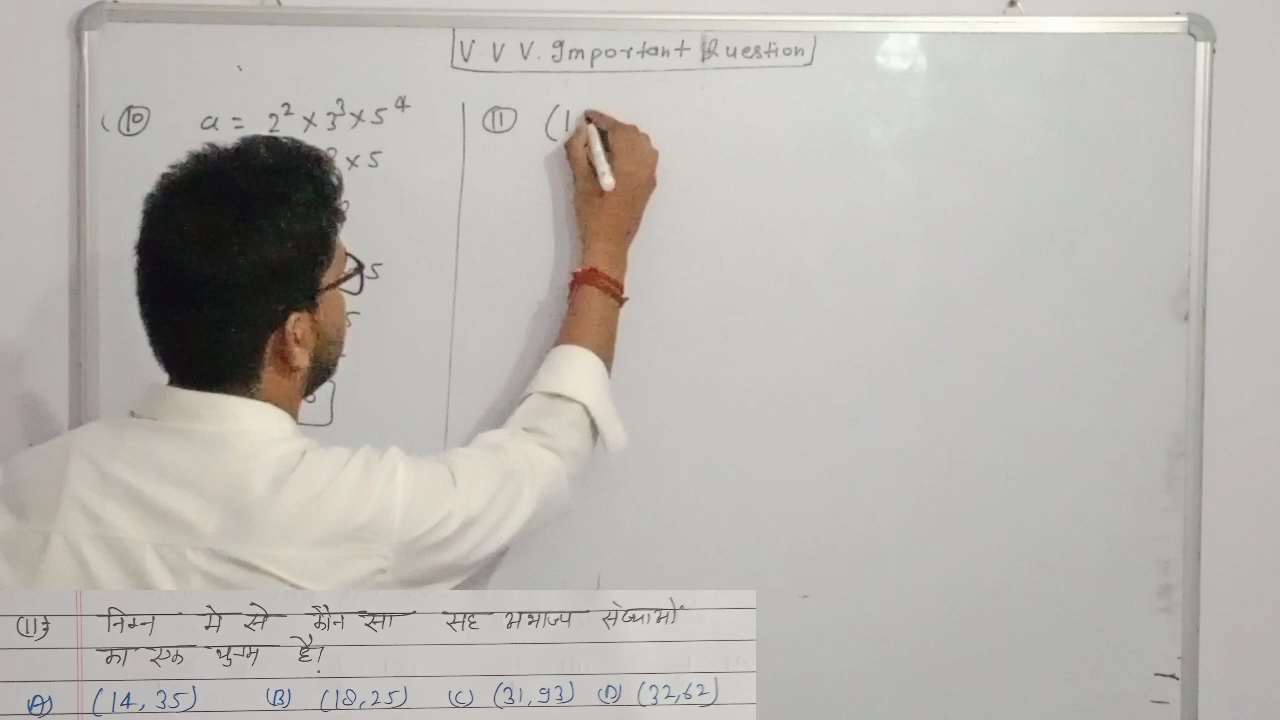 V. V V. Important Question
(10) a = 2² × 3³ × 5⁴
× 5
5
(11) (1
(11) निम्न मे से कौन सा सह अभाज्य संख्याओं
का एक युग्म है?
(A) (14, 35) (B) (18, 25) (C) (31, 93) (D) (32, 62)